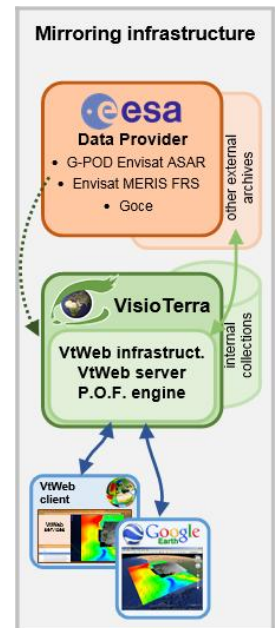 Mirroring infrastructure
esa
Data Provider
• G-POD Envisat ASAR
• Envisat MERIS FRS
• Goce
other external
archives
VisioTerra
VtWeb infrastruct.
VtWeb server
P.O.F. engine
internal
collections
VtWeb
client
VtWeb
services
Google
Earth